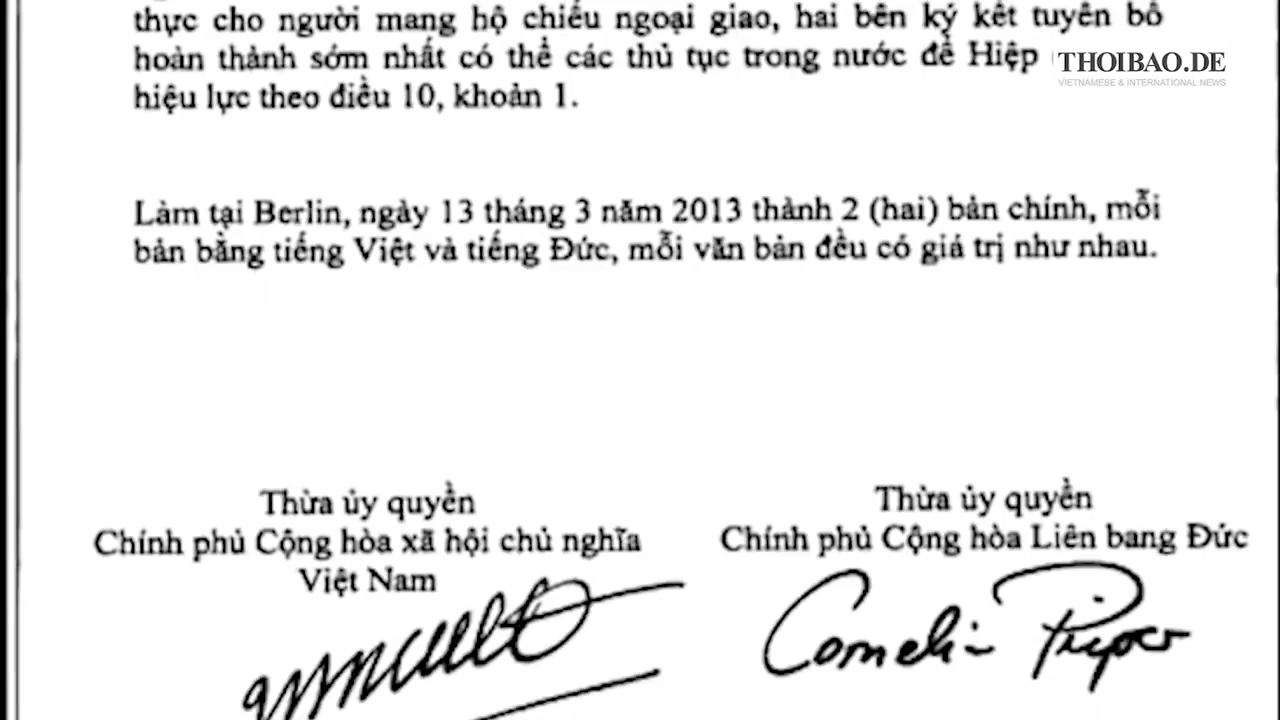 thực cho người mang hộ chiếu ngoại giao, hai bên ký kết tuyên bố
hoàn thành sớm nhất có thể các thủ tục trong nước để Hiệp
hiệu lực theo điều 10, khoản 1.
THOIBAO.DE
VIETNAMESE & INTERNATIONAL NEWS
Làm tại Berlin, ngày 13 tháng 3 năm 2013 thành 2 (hai) bản chính, mỗi
bản bằng tiếng Việt và tiếng Đức, mỗi văn bản đều có giá trị như nhau.
Thừa ủy quyền
Chính phủ Cộng hòa xã hội chủ nghĩa
Việt Nam
Thừa ủy quyền
Chính phủ Cộng hòa Liên bang Đức